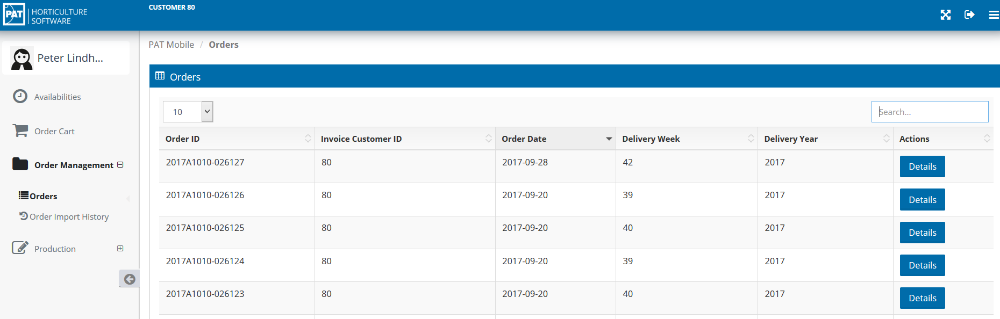 PAT HORTICULTURE
SOFTWARE
CUSTOMER 80
Peter Lindh...
Availabilities
Order Cart
Order Management
Orders
Order Import History
Production
PAT Mobile / Orders
Orders
10
Search...
Order ID Invoice Customer ID Order Date Delivery Week Delivery Year Actions
2017A1010-026127 80 2017-09-28 42 2017 Details
2017A1010-026126 80 2017-09-20 39 2017 Details
2017A1010-026125 80 2017-09-20 40 2017 Details
2017A1010-026124 80 2017-09-20 39 2017 Details
2017A1010-026123 80 2017-09-20 40 2017 Details